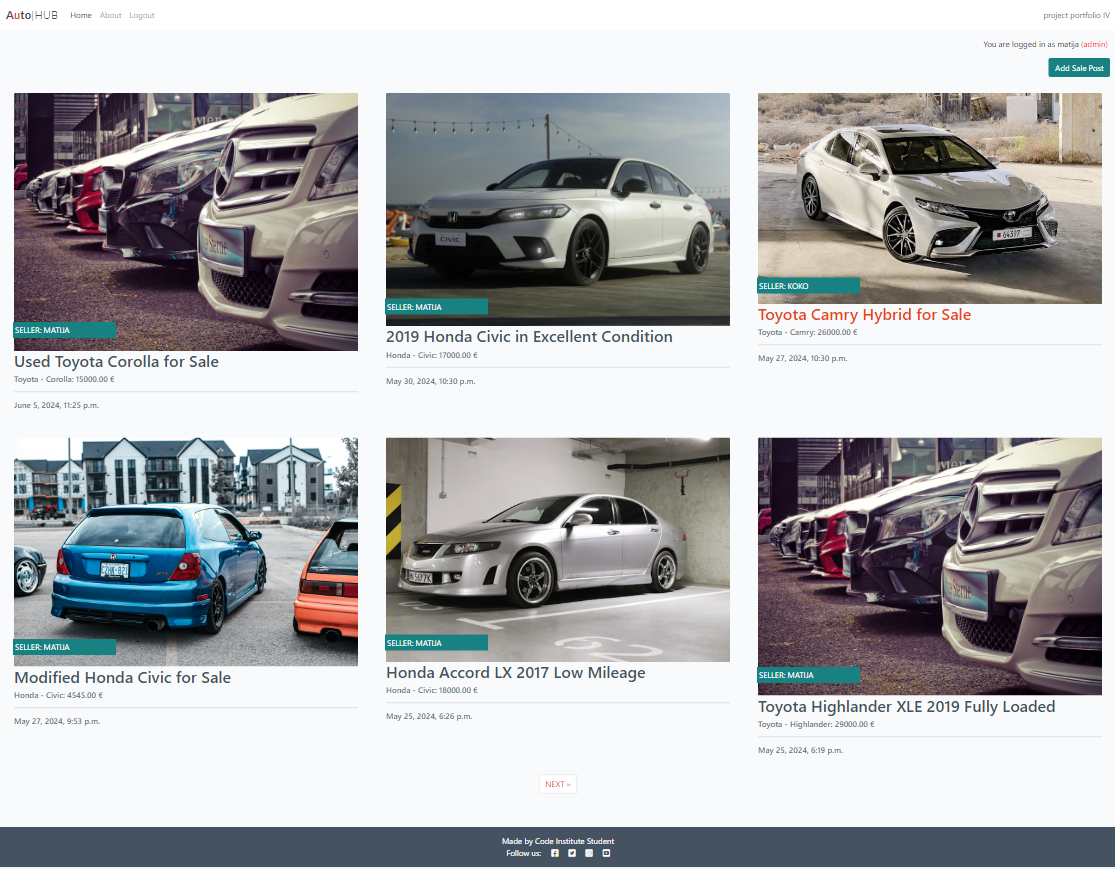 Auto|HUB Home About Logout project portfolio IV
You are logged in as matija (admin)
Add Sale Post
SELLER: MATIJA
Used Toyota Corolla for Sale
Toyota - Corolla: 15000.00 €
June 5, 2024, 11:25 p.m.
CIVIC
SELLER: MATIJA
2019 Honda Civic in Excellent Condition
Honda - Civic: 17000.00 €
May 30, 2024, 10:30 p.m.
64397
SELLER: KOKO
Toyota Camry Hybrid for Sale
Toyota - Camry: 26000.00 €
May 27, 2024, 10:30 p.m.
SELLER: MATIJA
Modified Honda Civic for Sale
Honda - Civic: 4545.00 €
May 27, 2024, 9:53 p.m.
SELLER: MATIJA
Honda Accord LX 2017 Low Mileage
Honda - Civic: 18000.00 €
May 25, 2024, 6:26 p.m.
SELLER: MATIJA
Toyota Highlander XLE 2019 Fully Loaded
Toyota - Highlander: 29000.00 €
May 25, 2024, 6:19 p.m.
NEXT »
Made by Code Institute Student
Follow us: